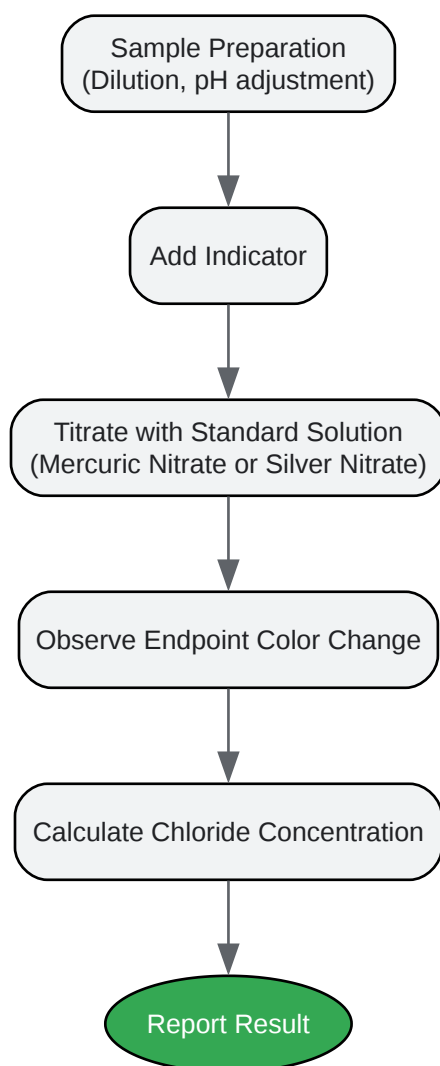 Sample Preparation
(Dilution, pH adjustment)
Add Indicator
Titrate with Standard Solution
(Mercuric Nitrate or Silver Nitrate)
Observe Endpoint Color Change
Calculate Chloride Concentration
Report Result